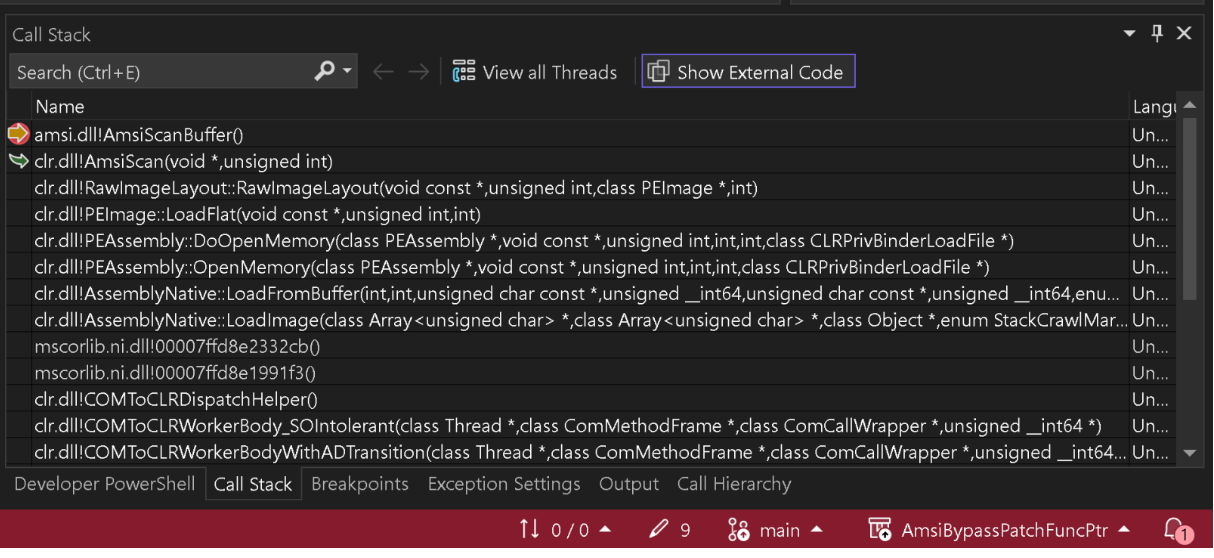 Call Stack
Search (Ctrl+E) View all Threads Show External Code
Name Langu
amsi.dll!AmsiScanBuffer() Un...
clr.dll!AmsiScan(void *,unsigned int) Un...
clr.dll!RawImageLayout::RawImageLayout(void const *,unsigned int,class PEImage *,int) Un...
clr.dll!PEImage::LoadFlat(void const *,unsigned int,int) Un...
clr.dll!PEAssembly::DoOpenMemory(class PEAssembly *,void const *,unsigned int,int,int,class CLRPrivBinderLoadFile *) Un...
clr.dll!PEAssembly::OpenMemory(class PEAssembly *,void const *,unsigned int,int,int,class CLRPrivBinderLoadFile *) Un...
clr.dll!AssemblyNative::LoadFromBuffer(int,int,unsigned char const *,unsigned __int64,unsigned char const *,unsigned __int64,enu... Un...
clr.dll!AssemblyNative::LoadImage(class Array<unsigned char> *,class Array<unsigned char> *,class Object *,enum StackCrawlMar... Un...
mscorlib.ni.dll!00007ffd8e2332cb() Un...
mscorlib.ni.dll!00007ffd8e1991f3() Un...
clr.dll!COMToCLRDispatchHelper() Un...
clr.dll!COMToCLRWorkerBody_SOIntolerant(class Thread *,class ComMethodFrame *,class ComCallWrapper *,unsigned __int64 *) Un...
clr.dll!COMToCLRWorkerBodyWithADTransition(class Thread *,class ComMethodFrame *,class ComCallWrapper *,unsigned __int64... Un...
Developer PowerShell Call Stack Breakpoints Exception Settings Output Call Hierarchy
0 / 0 9 main AmsiBypassPatchFuncPtr 1